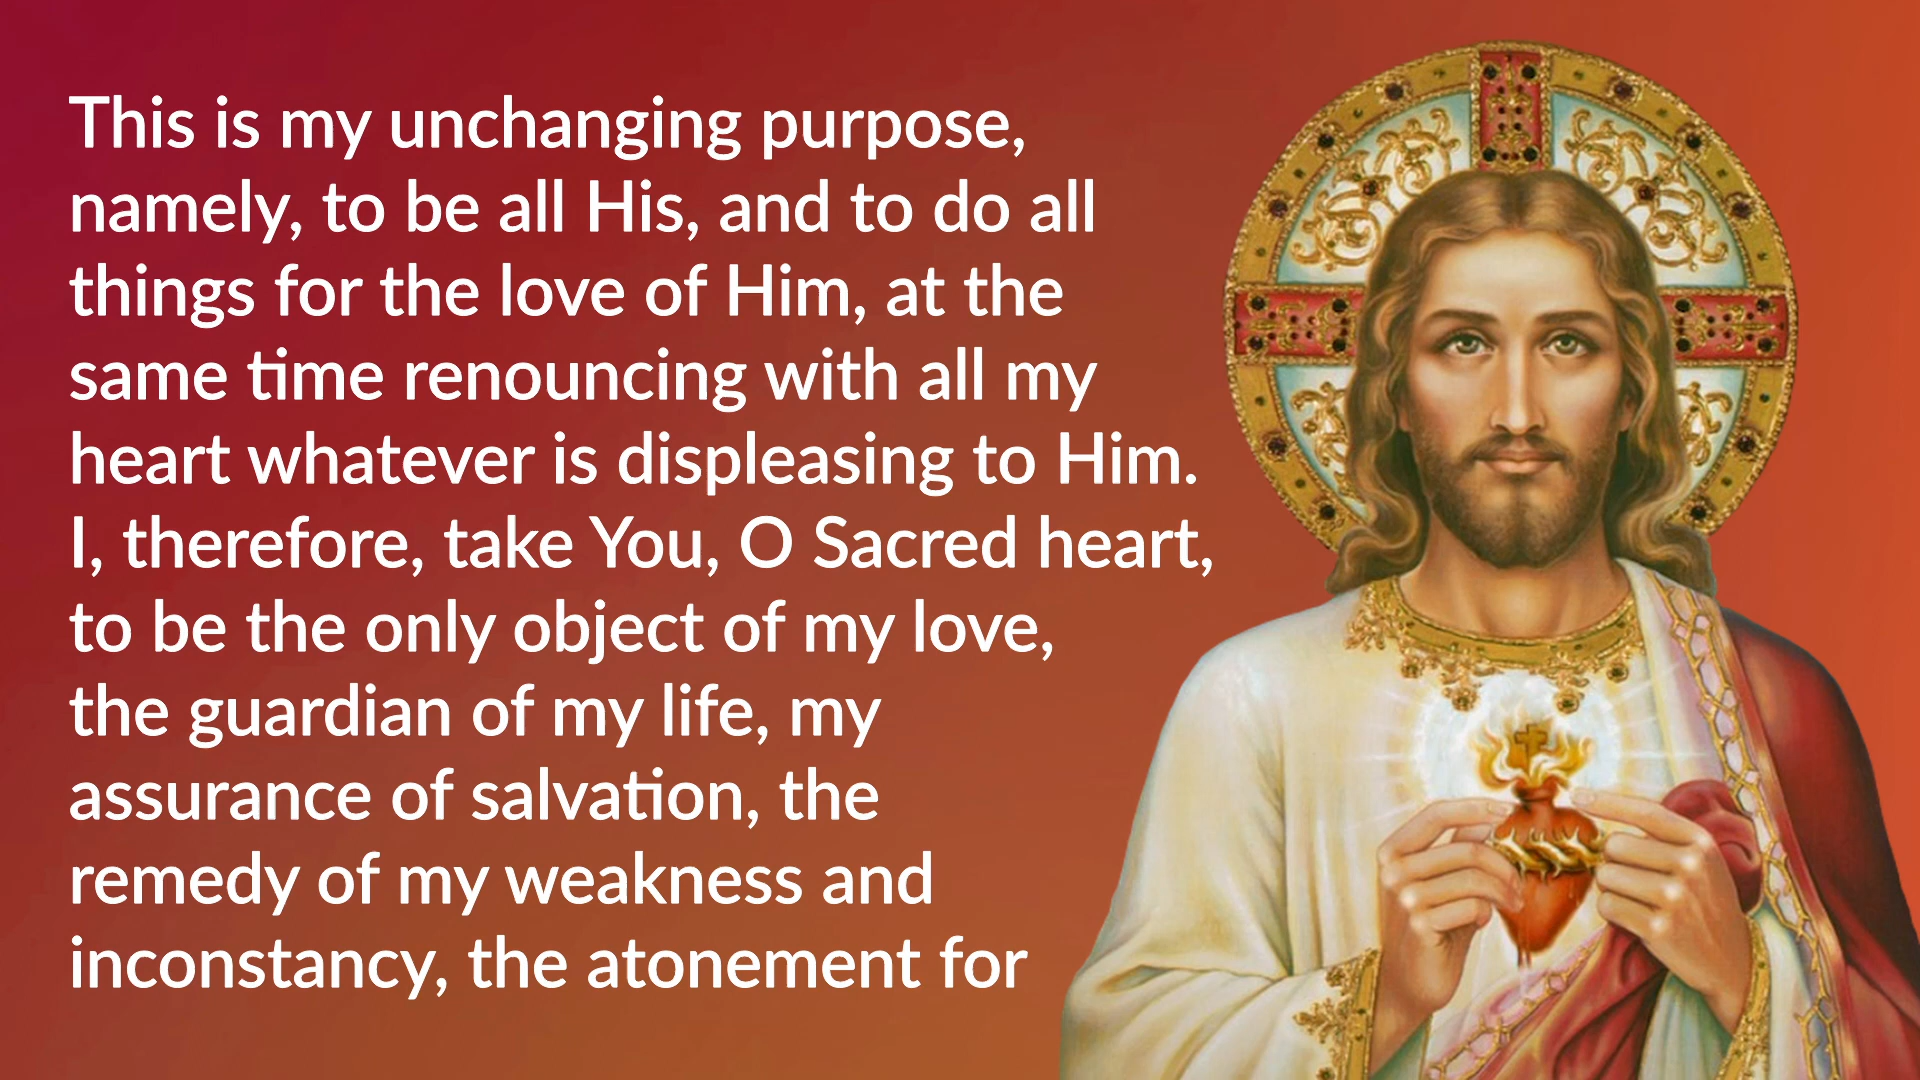 This is my unchanging purpose,
namely, to be all His, and to do all
things for the love of Him, at the
same time renouncing with all my
heart whatever is displeasing to Him.
I, therefore, take You, O Sacred heart,
to be the only object of my love,
the guardian of my life, my
assurance of salvation, the
remedy of my weakness and
inconstancy, the atonement for